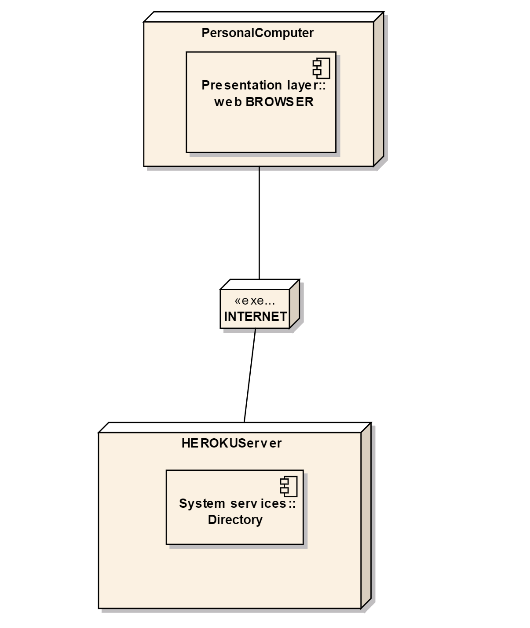 PersonalComputer
Presentation layer::
web BROWSER
«exe...
INTERNET
HEROKUServer
System services::
Directory